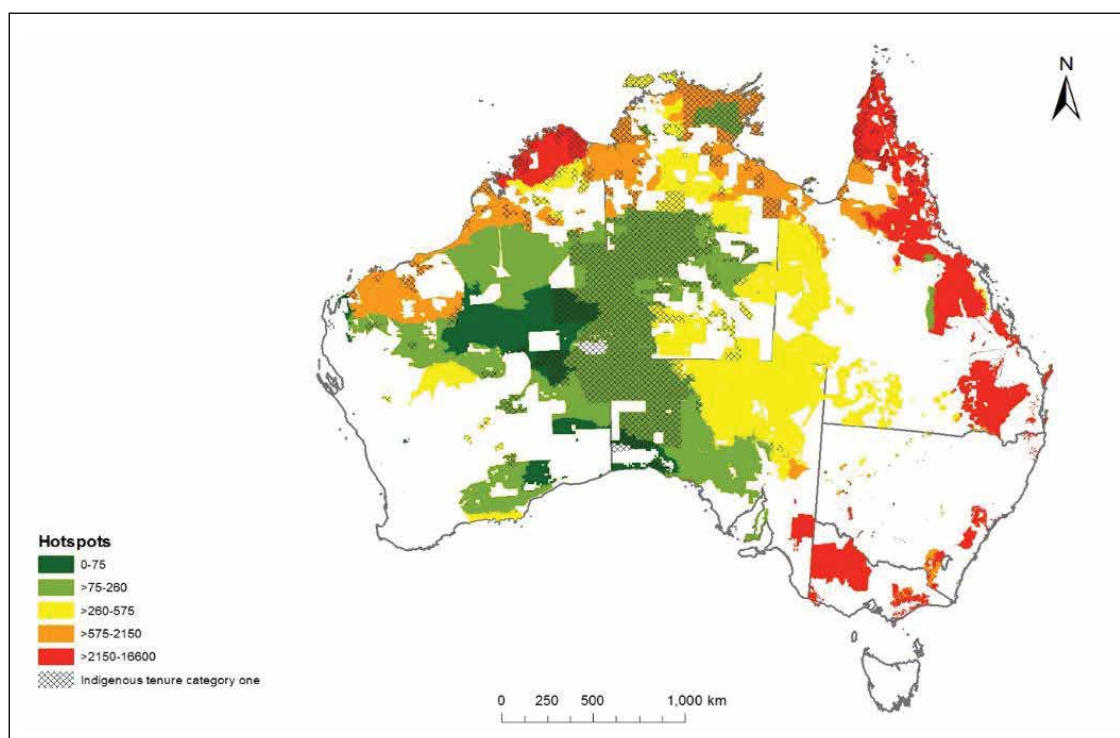 N
Hotspots
0-75
>75-260
>260-575
>575-2150
>2150-16600
Indigenous tenure category one
0 250 500 1,000 km